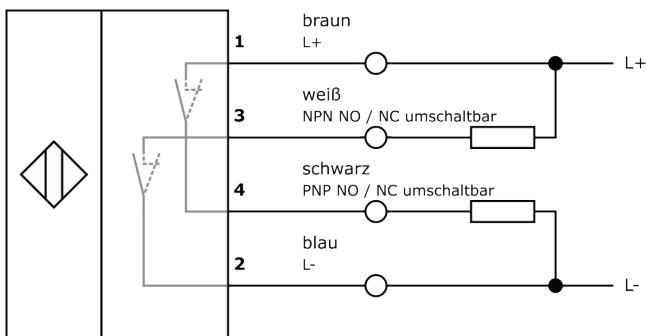 braun
1 L+
L+
weiß
3 NPN NO / NC umschaltbar
schwarz
4 PNP NO / NC umschaltbar
blau
2 L-
L-